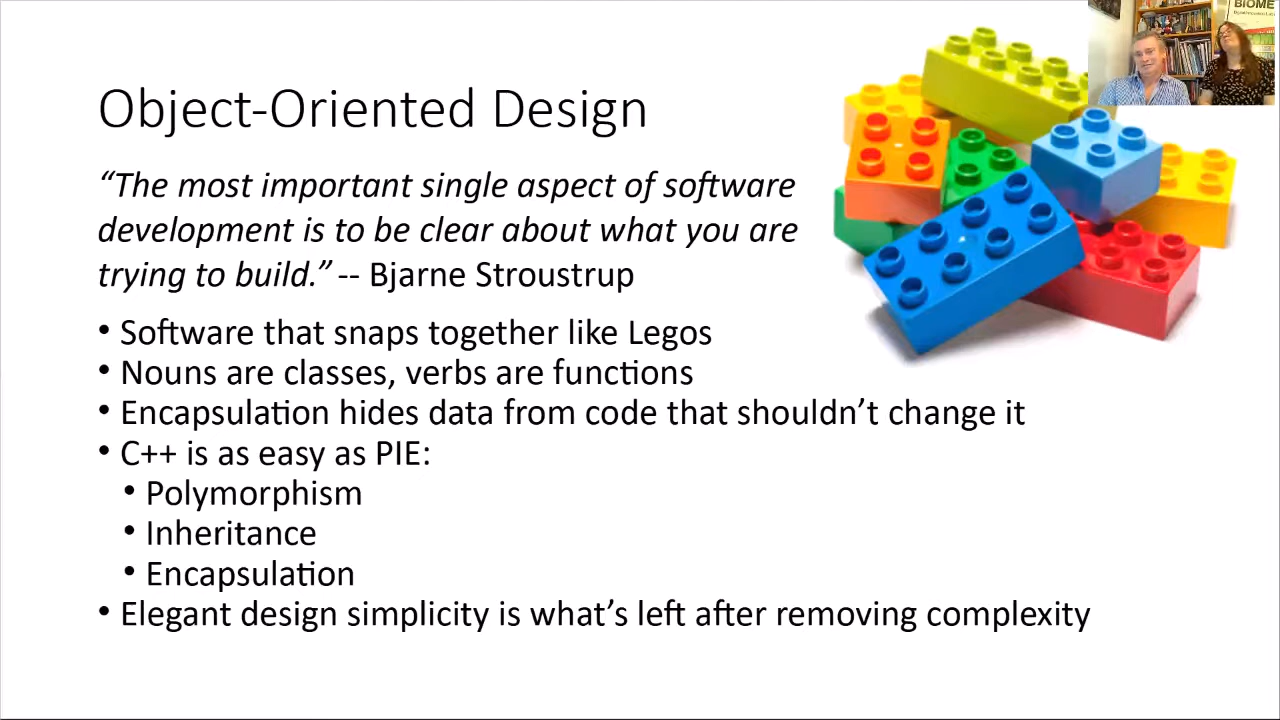 BIOME
Object-Oriented Design
“The most important single aspect of software
development is to be clear about what you are
trying to build.” -- Bjarne Stroustrup
• Software that snaps together like Legos
• Nouns are classes, verbs are functions
• Encapsulation hides data from code that shouldn’t change it
• C++ is as easy as PIE:
• Polymorphism
• Inheritance
• Encapsulation
• Elegant design simplicity is what’s left after removing complexity